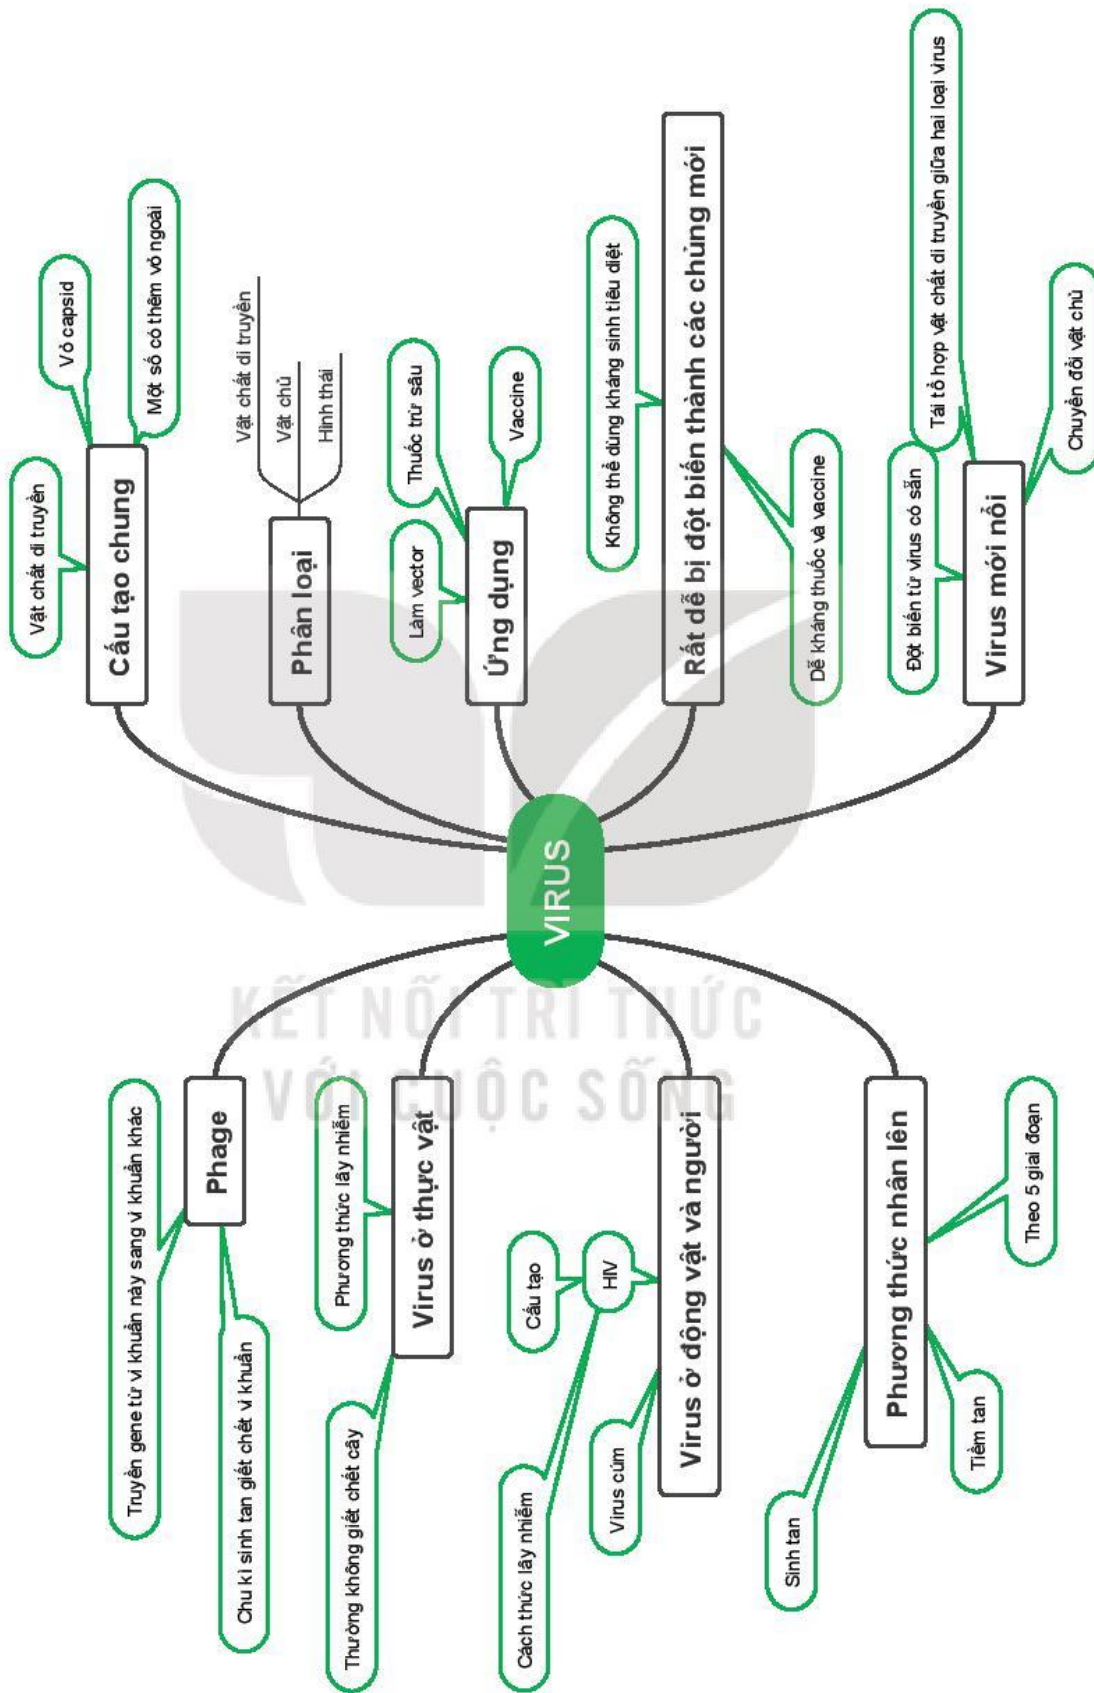 Truyền gene từ vi khuẩn này sang vi khuẩn khác
Phage
Chu kì sinh tan giết chết vi khuẩn
Phương thức lây nhiễm
Virus ở thực vật
Thường không giết chết cây
Cấu tạo
HIV
Cách thức lây nhiễm
Virus cúm
Virus ở động vật và người
Sinh tan
Phương thức nhân lên
Tiềm tan
Theo 5 giai đoạn
VIRUS
Vật chất di truyền
Vỏ capsid
Cấu tạo chung
Một số có thêm vỏ ngoài
Phân loại
Vật chất di truyền
Vật chủ
Hình thái
Làm vector
Thuốc trừ sâu
Ứng dụng
Vaccine
Không thể dùng kháng sinh tiêu diệt
Rất dễ bị đột biến thành các chủng mới
Dễ kháng thuốc và vaccine
Đột biến từ virus có sẵn
Tái tổ hợp vật chất di truyền giữa hai loại virus
Virus mới nổi
Chuyển đổi vật chủ
KẾT NỐI TRI THỨC
VỚI CUỘC SỐNG